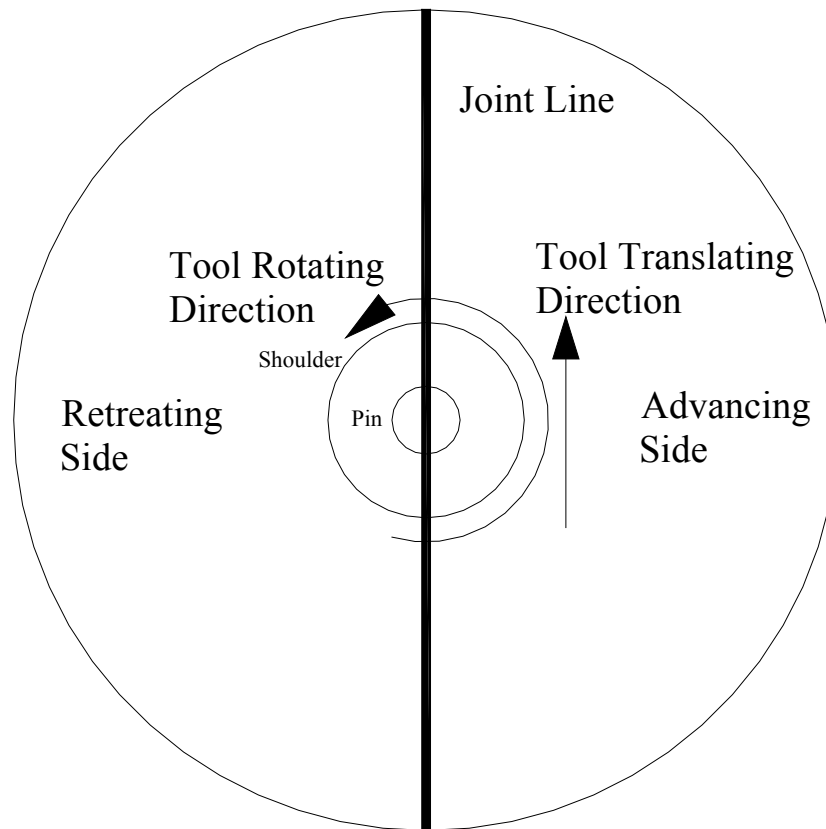 Joint Line
Tool Rotating
Direction
Tool Translating
Direction
Shoulder
Pin
Retreating
Side
Advancing
Side